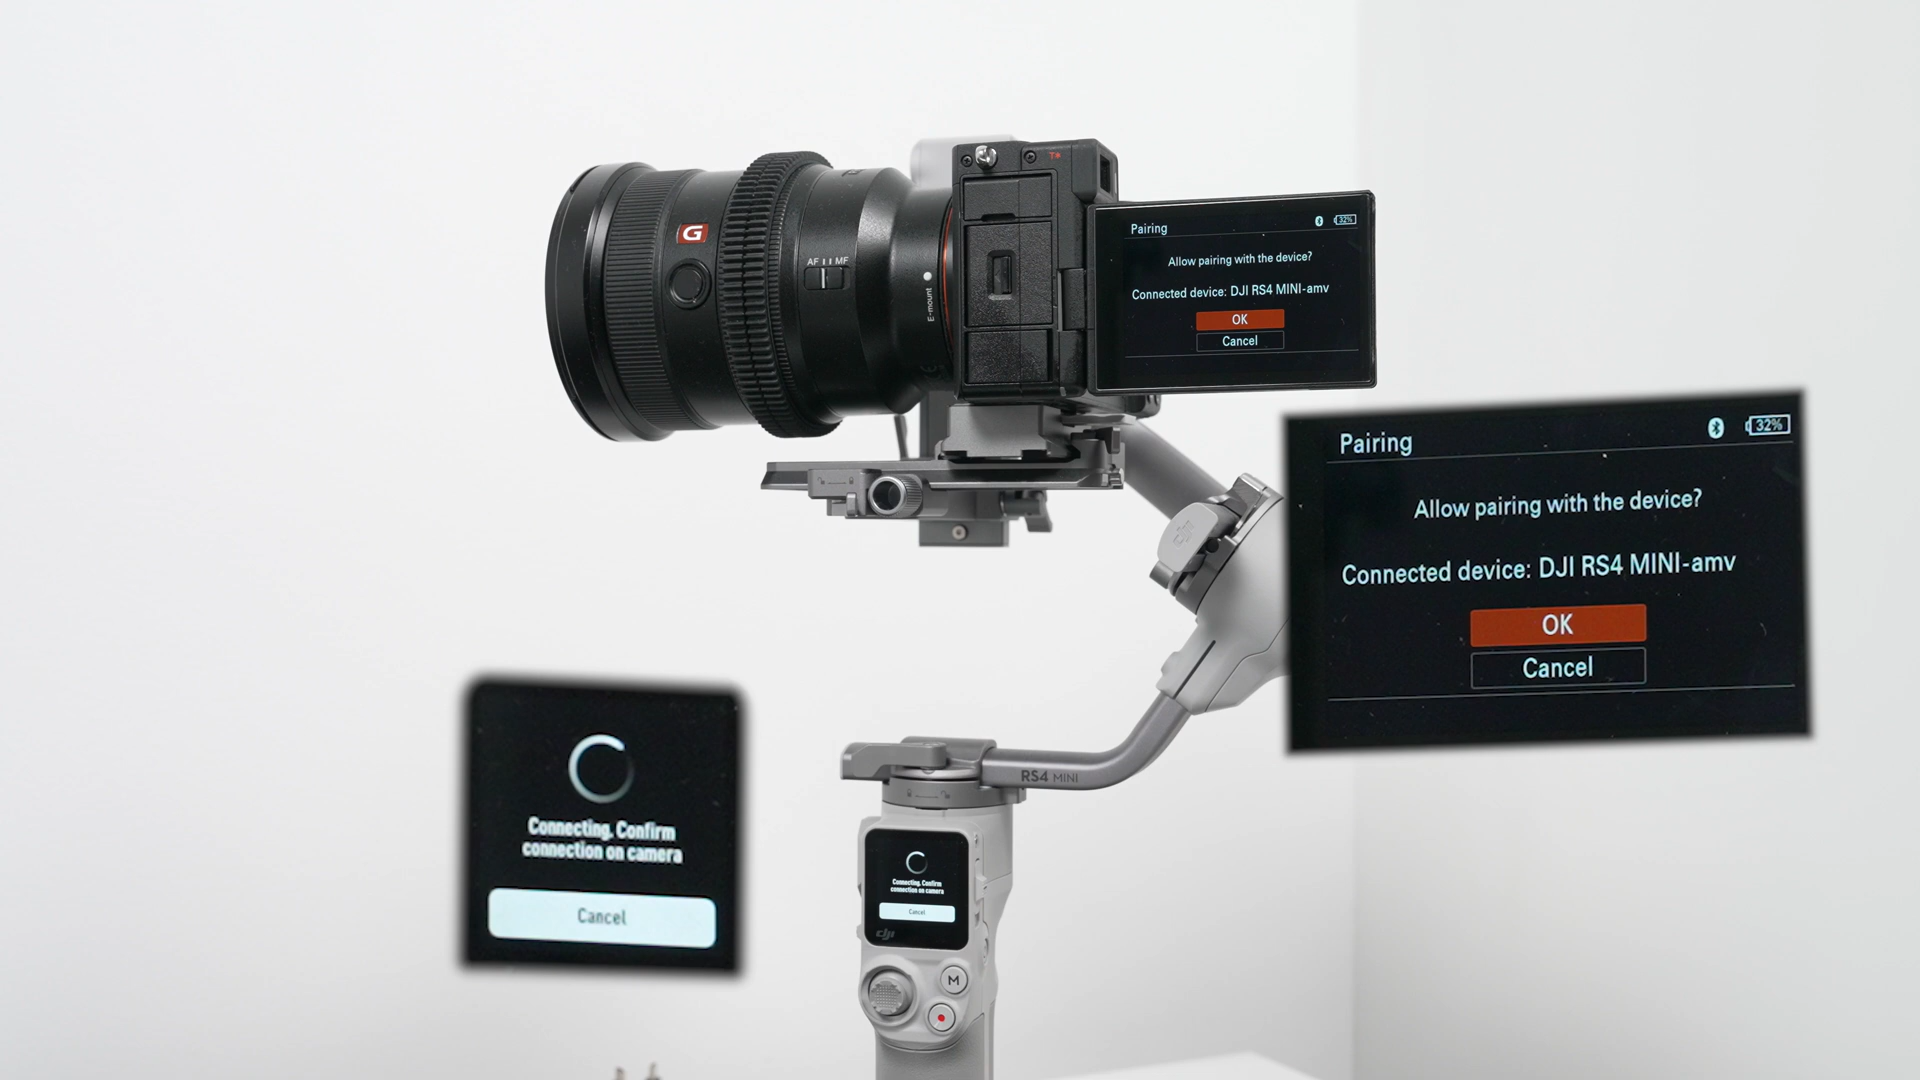 G
AF MF
E-mount
Pairing
32%
Allow pairing with the device?
Connected device: DJI RS4 MINI-amv
OK
Cancel
Pairing
32%
Allow pairing with the device?
Connected device: DJI RS4 MINI-amv
OK
Cancel
dji
RS4 MINI
Connecting. Confirm
connection on camera
Cancel
Connecting. Confirm
connection on camera
Cancel
dji
M